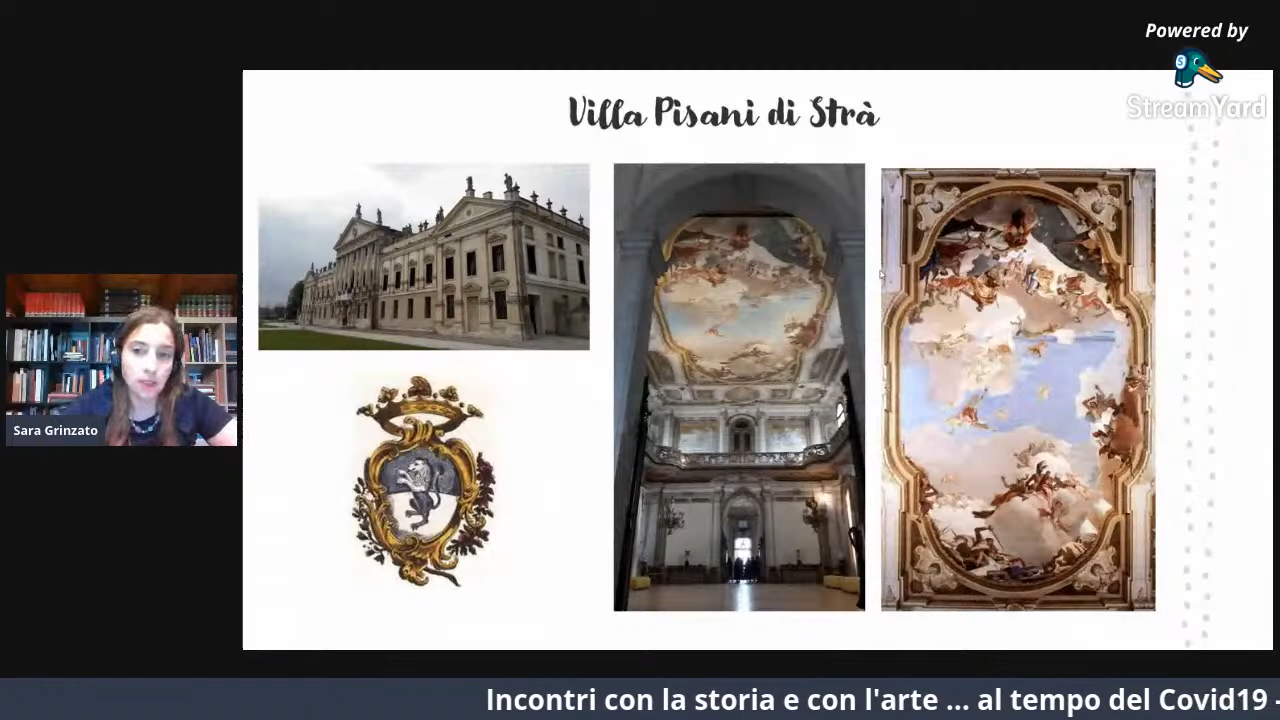 Powered by
StreamYard
Villa Pisani di Strà
Sara Grinzato
Incontri con la storia e con l'arte ... al tempo del Covid19